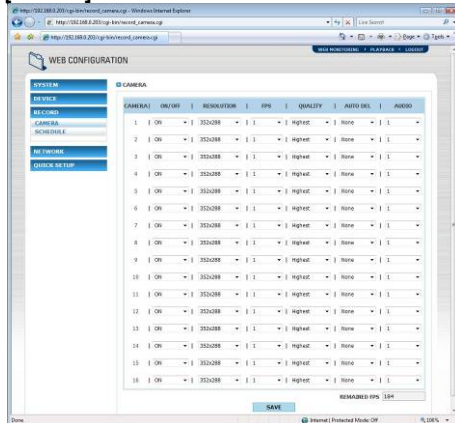 http://192.168.0.203/cgi-bin/record_camera.cgi - Windows Internet Explorer
http://192.168.0.203/cgi-bin/record_camera.cgi
Live Search
http://192.168.0.203/cgi-bin/record_camera.cgi
Page Tools
WEB MONITORING PLAYBACK LOGOUT
WEB CONFIGURATION
SYSTEM
DEVICE
RECORD
CAMERA
SCHEDULE
NETWORK
QUICK SETUP
CAMERA
CAMERA | ON/OFF | RESOLUTION | FPS | QUALITY | AUTO DEL | AUDIO
1 | ON | 352x288 | 1 | Highest | None | 1
2 | ON | 352x288 | 1 | Highest | None | 1
3 | ON | 352x288 | 1 | Highest | None | 1
4 | ON | 352x288 | 1 | Highest | None | 1
5 | ON | 352x288 | 1 | Highest | None | 1
6 | ON | 352x288 | 1 | Highest | None | 1
7 | ON | 352x288 | 1 | Highest | None | 1
8 | ON | 352x288 | 1 | Highest | None | 1
9 | ON | 352x288 | 1 | Highest | None | 1
10 | ON | 352x288 | 1 | Highest | None | 1
11 | ON | 352x288 | 1 | Highest | None | 1
12 | ON | 352x288 | 1 | Highest | None | 1
13 | ON | 352x288 | 1 | Highest | None | 1
14 | ON | 352x288 | 1 | Highest | None | 1
15 | ON | 352x288 | 1 | Highest | None | 1
16 | ON | 352x288 | 1 | Highest | None | 1
REMAINED FPS 184
SAVE
Done
Internet | Protected Mode: Off
100%